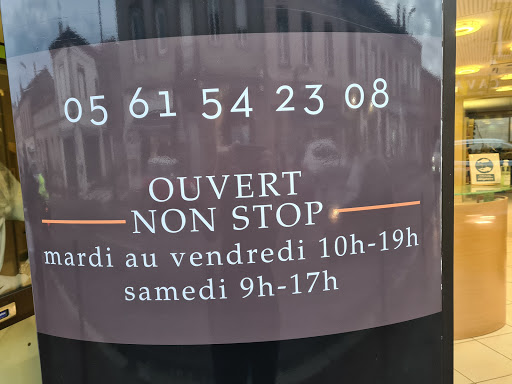 05 61 54 23 08
OUVERT
NON STOP
mardi au vendredi 10h-19h
samedi 9h-17h